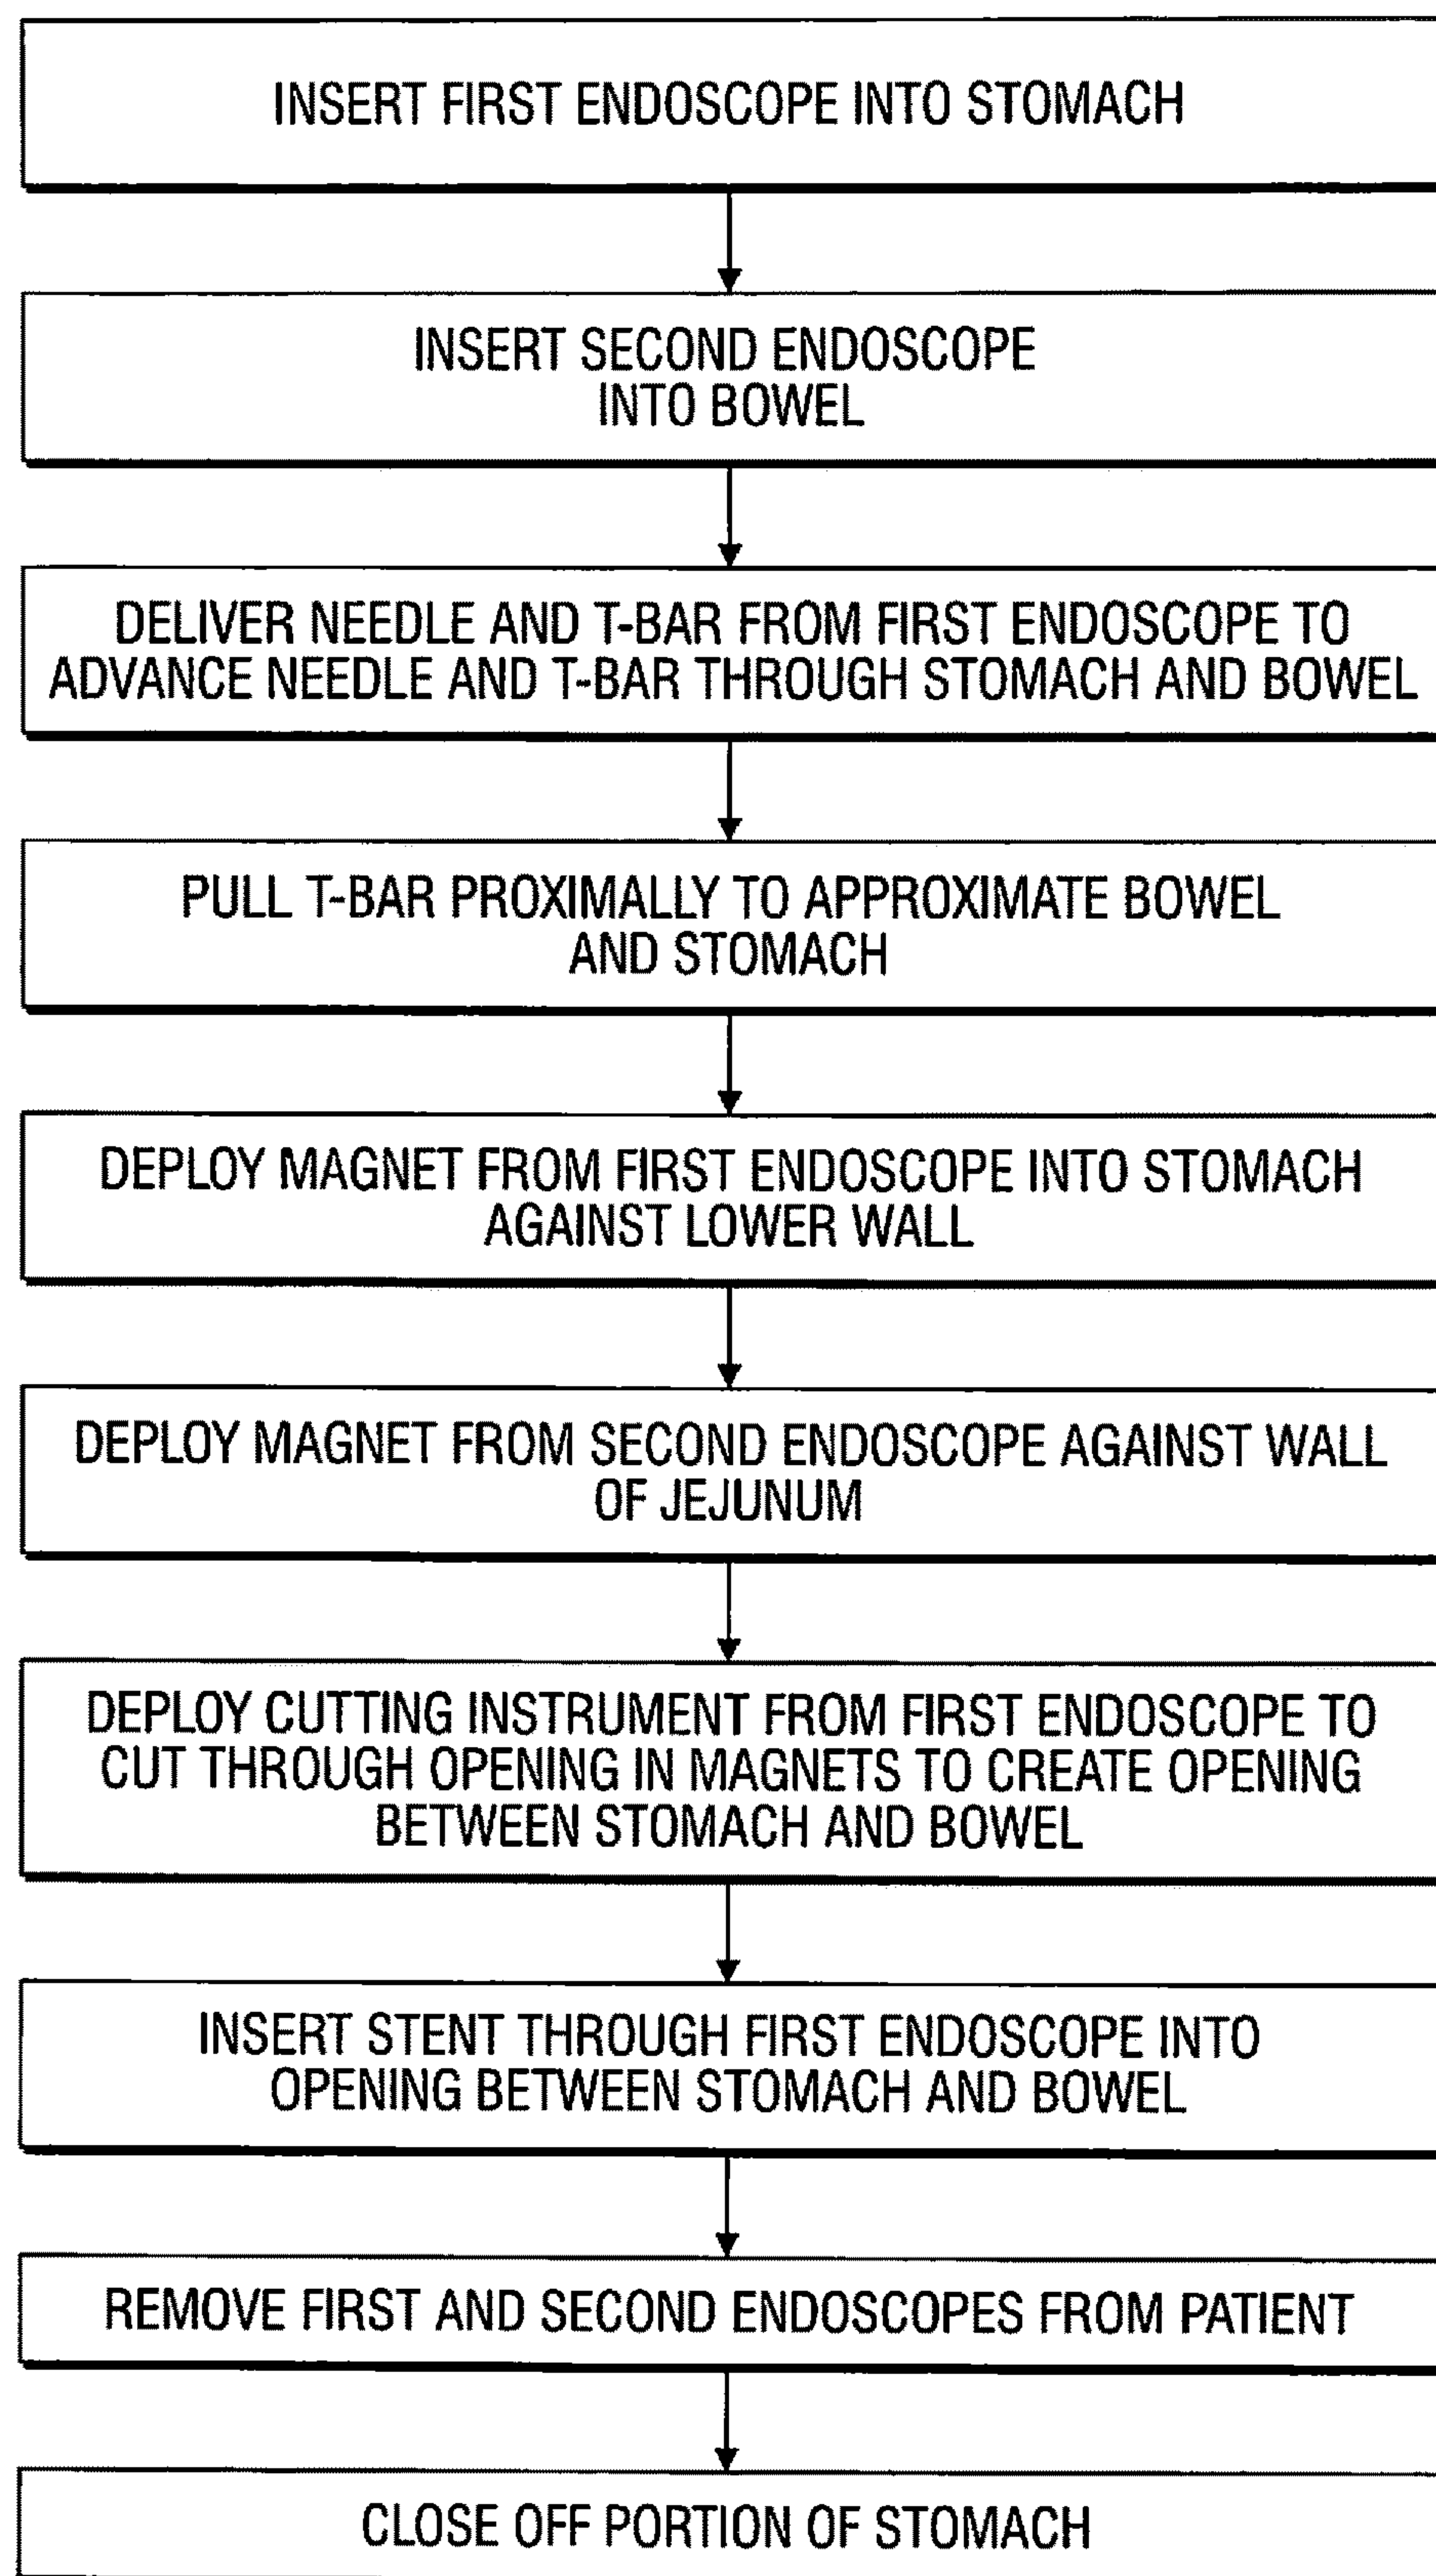 INSERT FIRST ENDOSCOPE INTO STOMACH
INSERT SECOND ENDOSCOPE
INTO BOWEL
DELIVER NEEDLE AND T-BAR FROM FIRST ENDOSCOPE TO
ADVANCE NEEDLE AND T-BAR THROUGH STOMACH AND BOWEL
PULL T-BAR PROXIMALLY TO APPROXIMATE BOWEL
AND STOMACH
DEPLOY MAGNET FROM FIRST ENDOSCOPE INTO STOMACH
AGAINST LOWER WALL
DEPLOY MAGNET FROM SECOND ENDOSCOPE AGAINST WALL
OF JEJUNUM
DEPLOY CUTTING INSTRUMENT FROM FIRST ENDOSCOPE TO
CUT THROUGH OPENING IN MAGNETS TO CREATE OPENING
BETWEEN STOMACH AND BOWEL
INSERT STENT THROUGH FIRST ENDOSCOPE INTO
OPENING BETWEEN STOMACH AND BOWEL
REMOVE FIRST AND SECOND ENDOSCOPES FROM PATIENT
CLOSE OFF PORTION OF STOMACH